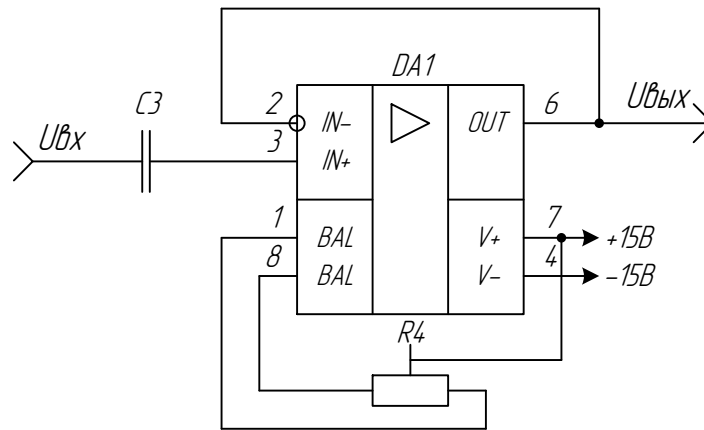 DA1
C3
Uвх
2
IN-
OUT
6
Uвых
3
IN+
1
BAL
V+
7
+15В
8
BAL
V-
4
-15В
R4